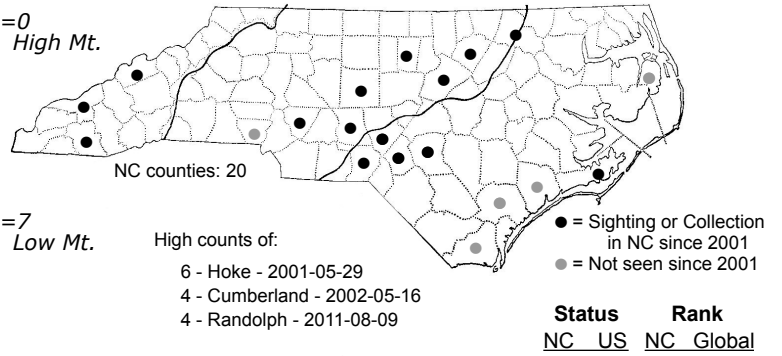 =0
High Mt.
NC counties: 20
=7
Low Mt.
High counts of:
6 - Hoke - 2001-05-29
4 - Cumberland - 2002-05-16
4 - Randolph - 2011-08-09
= Sighting or Collection
in NC since 2001
= Not seen since 2001
Status Rank
NC US NC Global